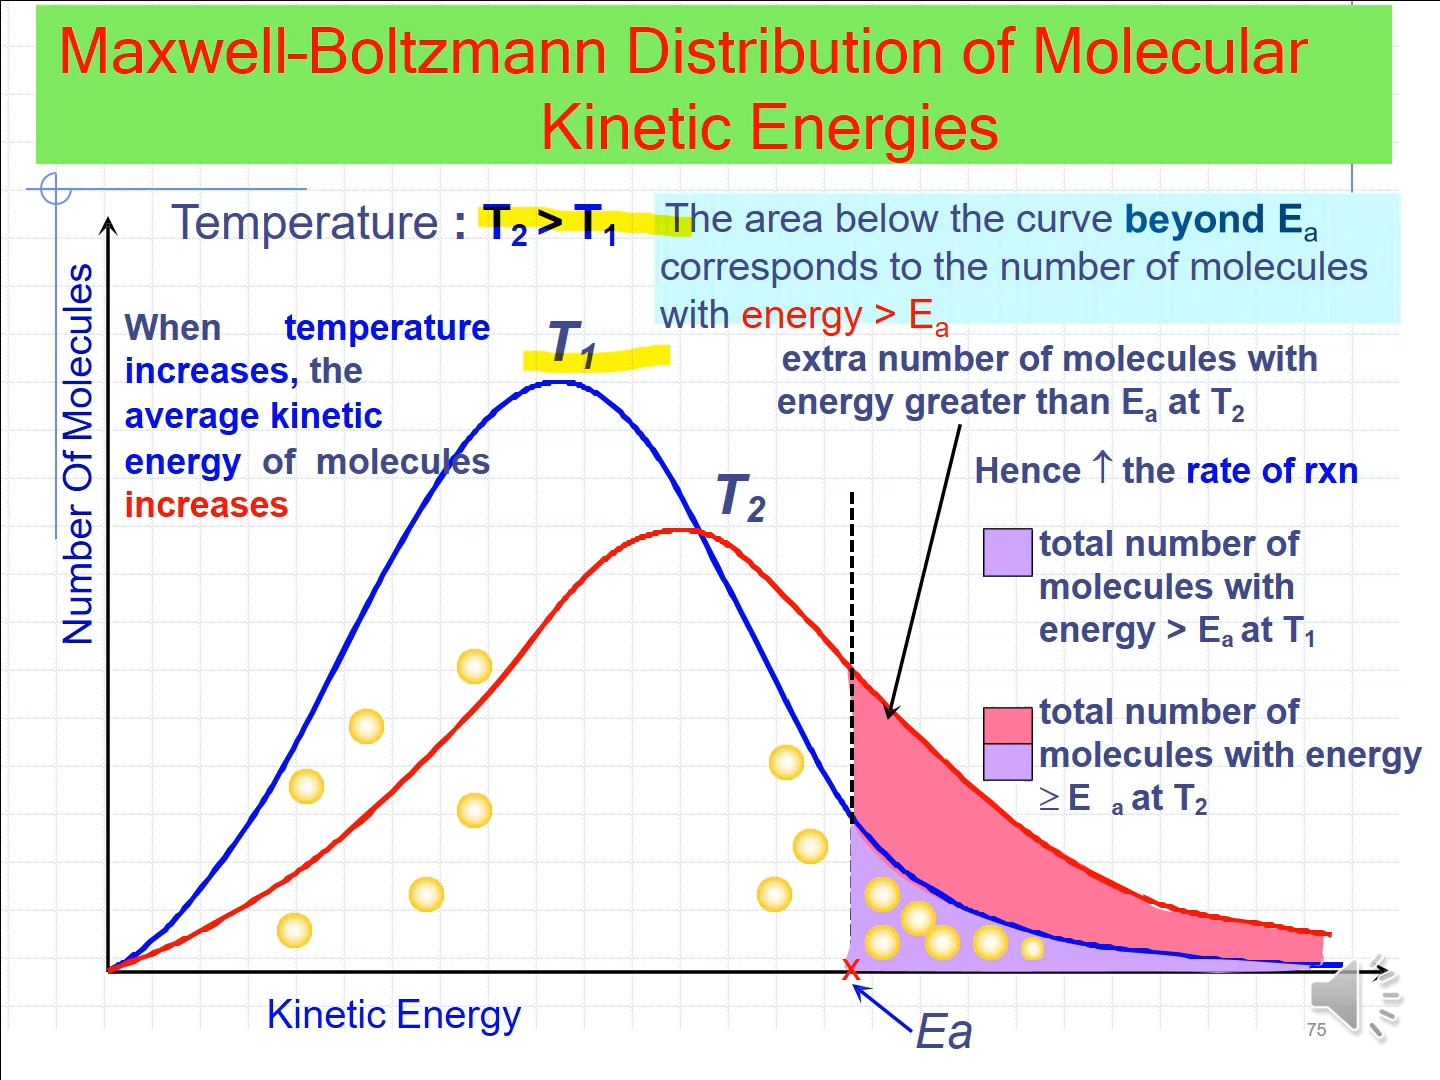 Maxwell-Boltzmann Distribution of Molecular
Kinetic Energies
Temperature : T₂ > T₁
The area below the curve beyond Eₐ
corresponds to the number of molecules
with energy > Eₐ
When temperature
increases, the
average kinetic
energy of molecules
increases
T₁
extra number of molecules with
energy greater than Eₐ at T₂
Hence ↑ the rate of rxn
T₂
total number of
molecules with
energy > Eₐ at T₁
total number of
molecules with energy
≥ E ₐ at T₂
Number Of Molecules
x
Kinetic Energy
Ea
75